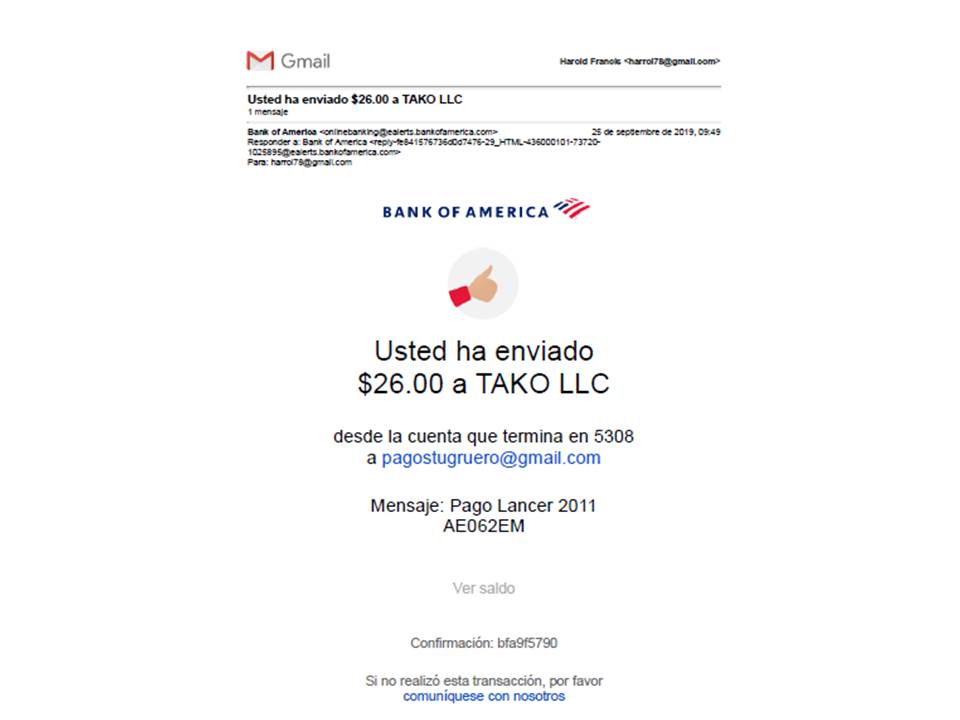 Gmail
Harold Francis <harrol78@gmail.com>
Usted ha enviado $26.00 a TAKO LLC
1 mensaje
Bank of America <onlinebanking@ealerts.bankofamerica.com>
25 de septiembre de 2019, 09:49
Responder a: Bank of America <reply-fe841576736d0d7476-29_HTML-436000101-73720-
1025895@ealerts.bankofamerica.com>
Para: harrol78@gmail.com
BANK OF AMERICA
Usted ha enviado
$26.00 a TAKO LLC
desde la cuenta que termina en 5308
a pagostugruero@gmail.com
Mensaje: Pago Lancer 2011
AE062EM
Ver saldo
Confirmación: bfa9f5790
Si no realizó esta transacción, por favor
comuníquese con nosotros